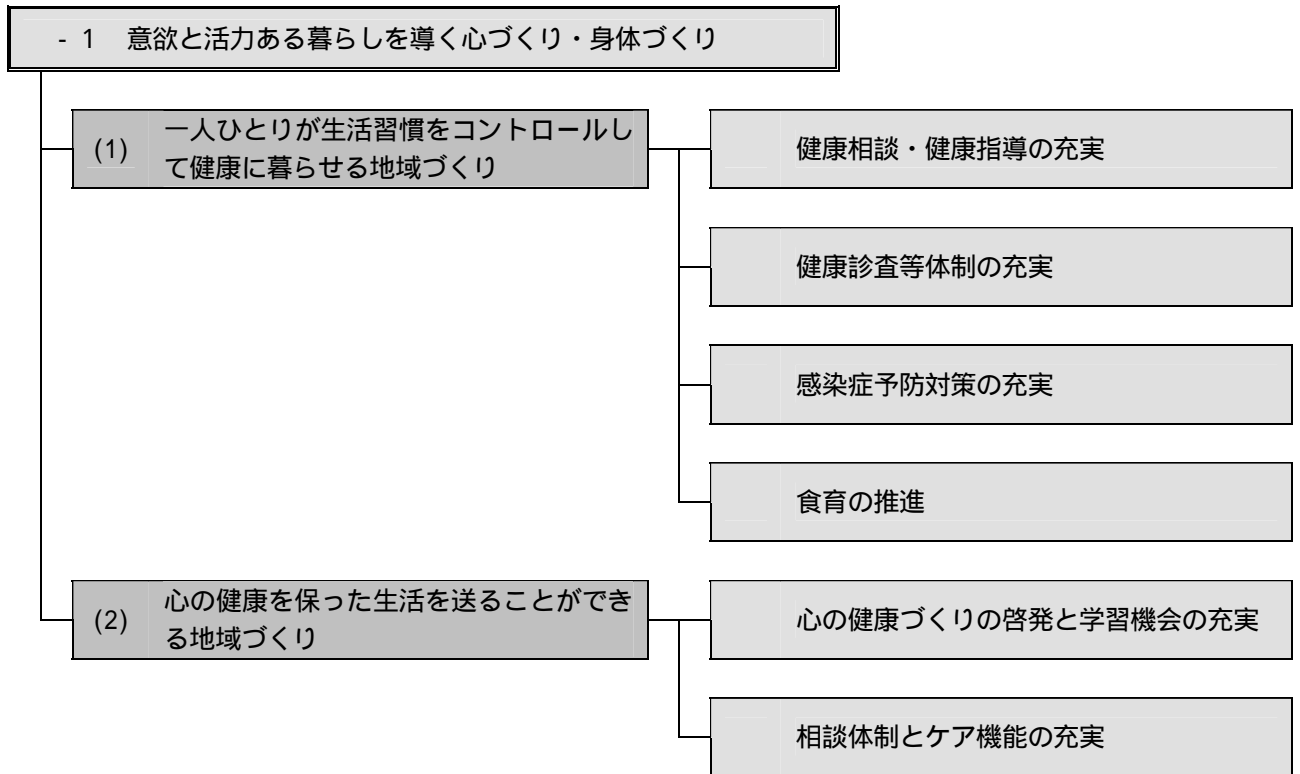 - 1 意欲と活力ある暮らしを導く心づくり・身体づくり
(1) 一人ひとりが生活習慣をコントロールし
て健康に暮らせる地域づくり
健康相談・健康指導の充実
健康診査等体制の充実
感染症予防対策の充実
食育の推進
(2) 心の健康を保った生活を送ることができ
る地域づくり
心の健康づくりの啓発と学習機会の充実
相談体制とケア機能の充実